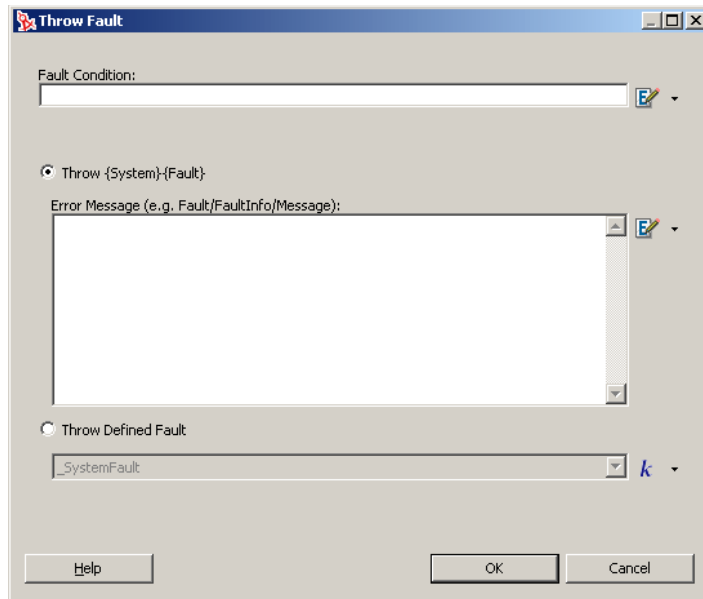 Throw Fault
Fault Condition:
Throw {System}-{Fault}
Error Message (e.g. Fault/FaultInfo/Message):
Throw Defined Fault
_SystemFault
k
Help
OK
Cancel